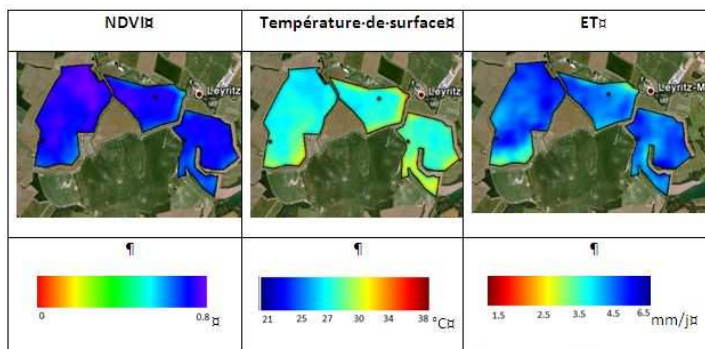 NDVI¤
Température·de·surface¤
ET¤
Leyritz
Leyritz
Leyritz-M
¶
¶
¶
0
0.8 ¤
21 25 27 30 34 38 °C¤
1.5 2.5 3.5 4.5 6.5 mm/j¤